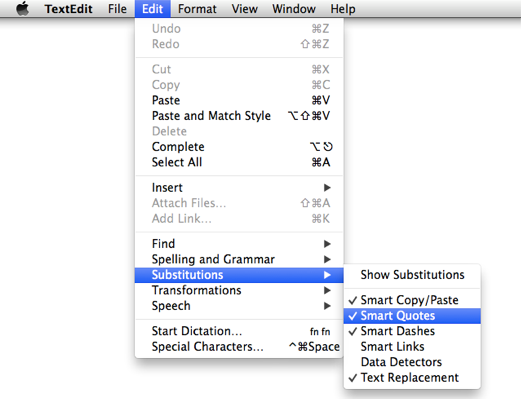 TextEdit File Edit Format View Window Help
Undo ⌘Z
Redo ⇧⌘Z
Cut ⌘X
Copy ⌘C
Paste ⌘V
Paste and Match Style ⌥⇧⌘V
Delete
Complete ⌥⎋
Select All ⌘A
Insert ▶
Attach Files... ⇧⌘A
Add Link... ⌘K
Find ▶
Spelling and Grammar ▶
Substitutions ▶
Transformations ▶
Speech ▶
Start Dictation... fn fn
Special Characters... ^⌘Space
Show Substitutions
✓ Smart Copy/Paste
✓ Smart Quotes
✓ Smart Dashes
Smart Links
Data Detectors
✓ Text Replacement